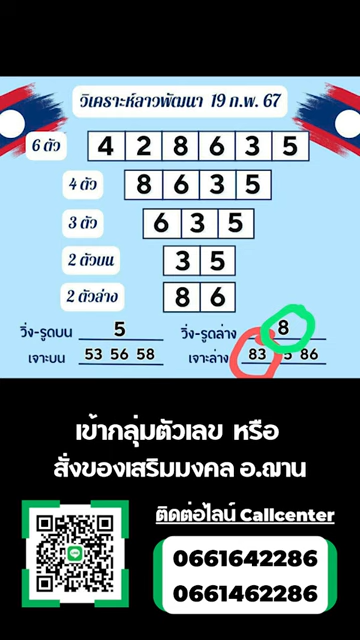 วิเคราะห์ลาวพัฒนา 19 ก.พ. 67
6 ตัว 4 2 8 6 3 5
4 ตัว 8 6 3 5
3 ตัว 6 3 5
2 ตัวบน 3 5
2 ตัวล่าง 8 6
วิ่ง-รูดบน 5 วิ่ง-รูดล่าง 8
เจาะบน 53 56 58 เจาะล่าง 83 86
เข้ากลุ่มตัวเลข หรือ
สั่งของเสริมมงคล อ.ฌาน
ติดต่อไลน์ Callcenter
0661642286
0661462286